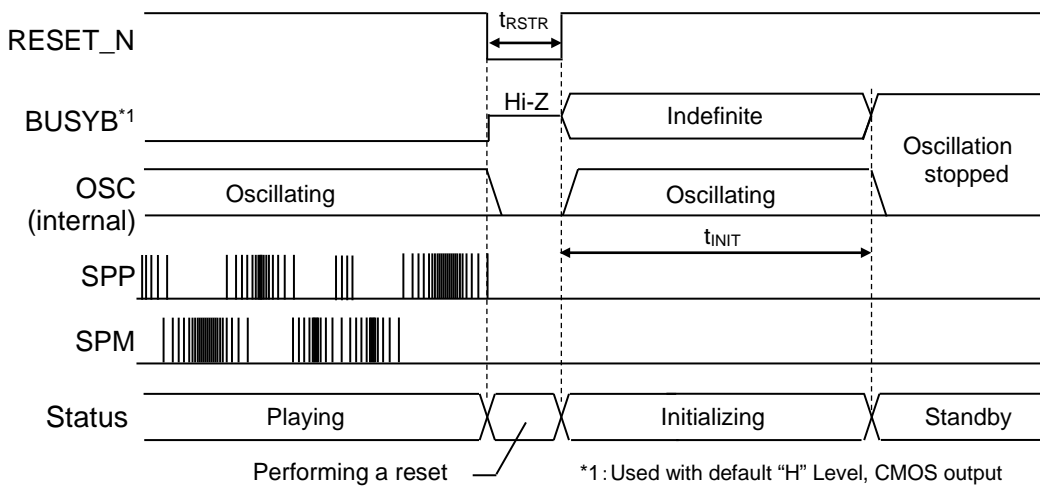 tRSTR
RESET_N
Hi-Z
BUSYB*1
Indefinite
Oscillation
stopped
OSC
(internal)
Oscillating
Oscillating
tINIT
SPP
SPM
Status
Playing
Initializing
Standby
Performing a reset
*1:Used with default “H” Level, CMOS output